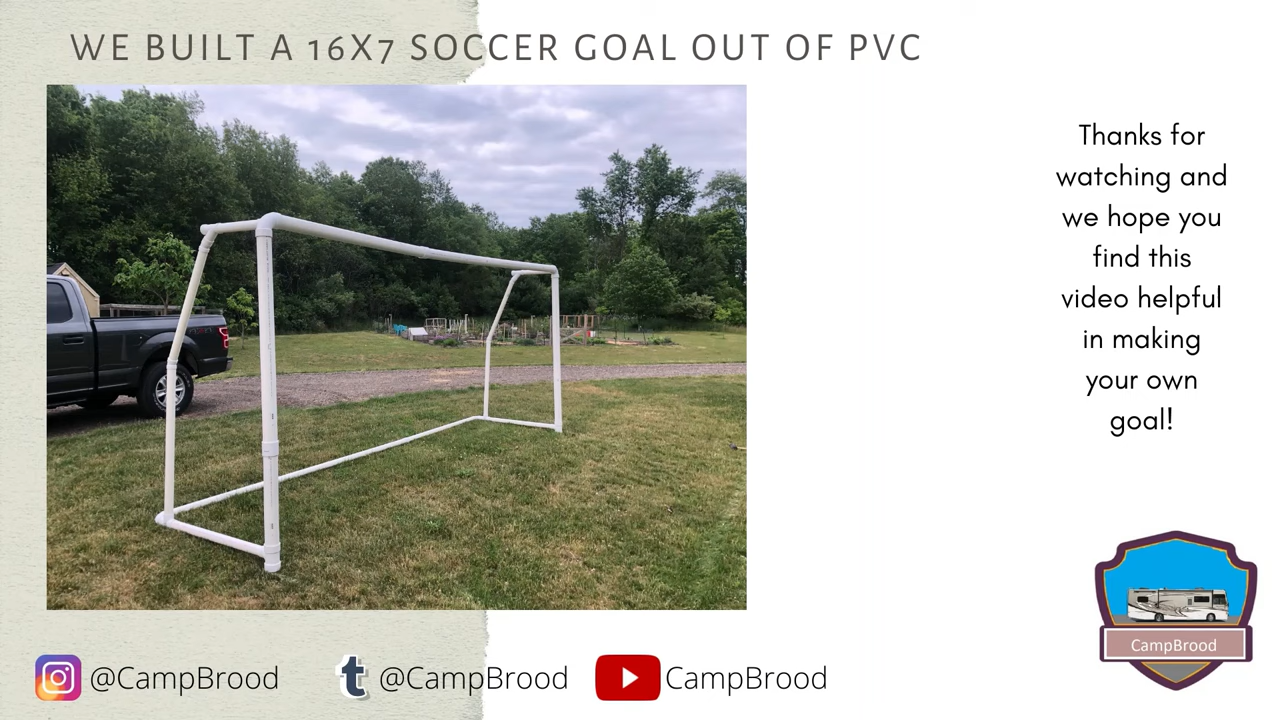 WE BUILT A 16X7 SOCCER GOAL OUT OF PVC
Thanks for
watching and
we hope you
find this
video helpful
in making
your own
goal!
CampBrood
@CampBrood
@CampBrood
CampBrood